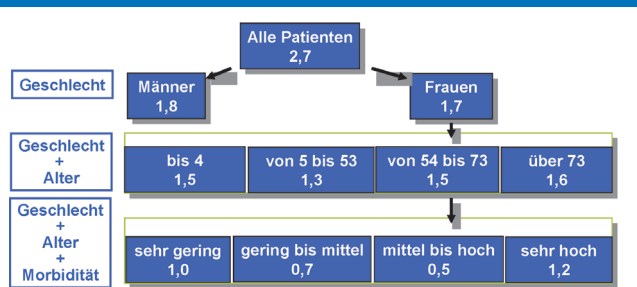 Alle Patienten
2,7
Geschlecht
Männer
1,8
Frauen
1,7
Geschlecht
+
Alter
bis 4
1,5
von 5 bis 53
1,3
von 54 bis 73
1,5
über 73
1,6
Geschlecht
+
Alter
+
Morbidität
sehr gering
1,0
gering bis mittel
0,7
mittel bis hoch
0,5
sehr hoch
1,2